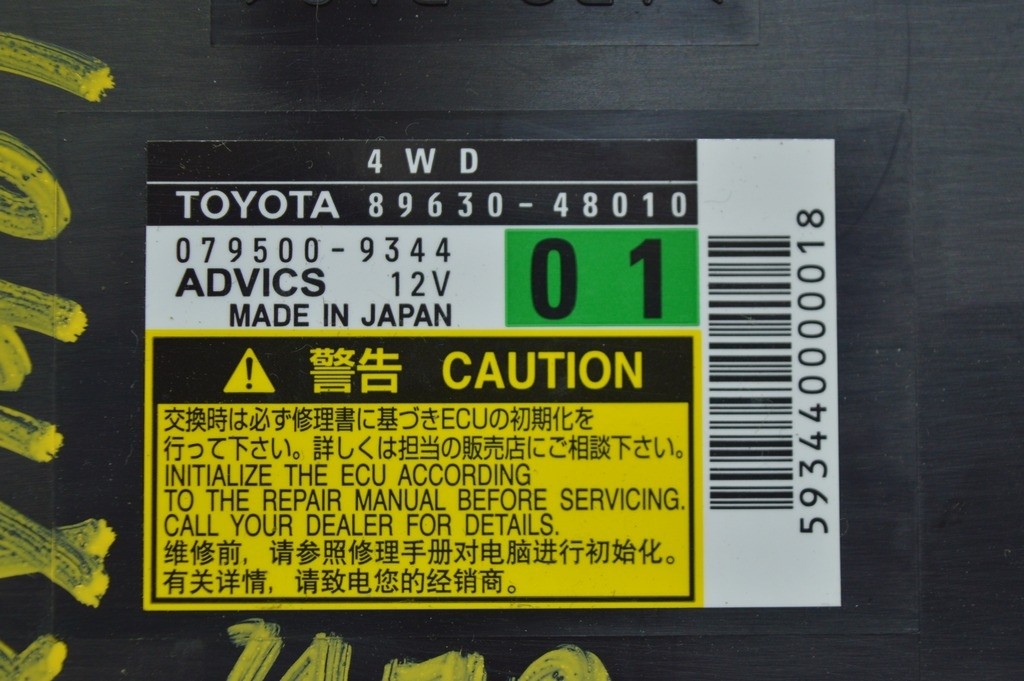 4WD
TOYOTA 89630-48010
079500-9344
ADVICS 12V
MADE IN JAPAN
01
警告 CAUTION
交換時は必ず修理書に基づきECUの初期化を
行って下さい。詳しくは担当の販売店にご相談下さい。
INITIALIZE THE ECU ACCORDING
TO THE REPAIR MANUAL BEFORE SERVICING.
CALL YOUR DEALER FOR DETAILS.
维修前, 请参照修理手册对电脑进行初始化。
有关详情, 请致电您的经销商。
593440000018